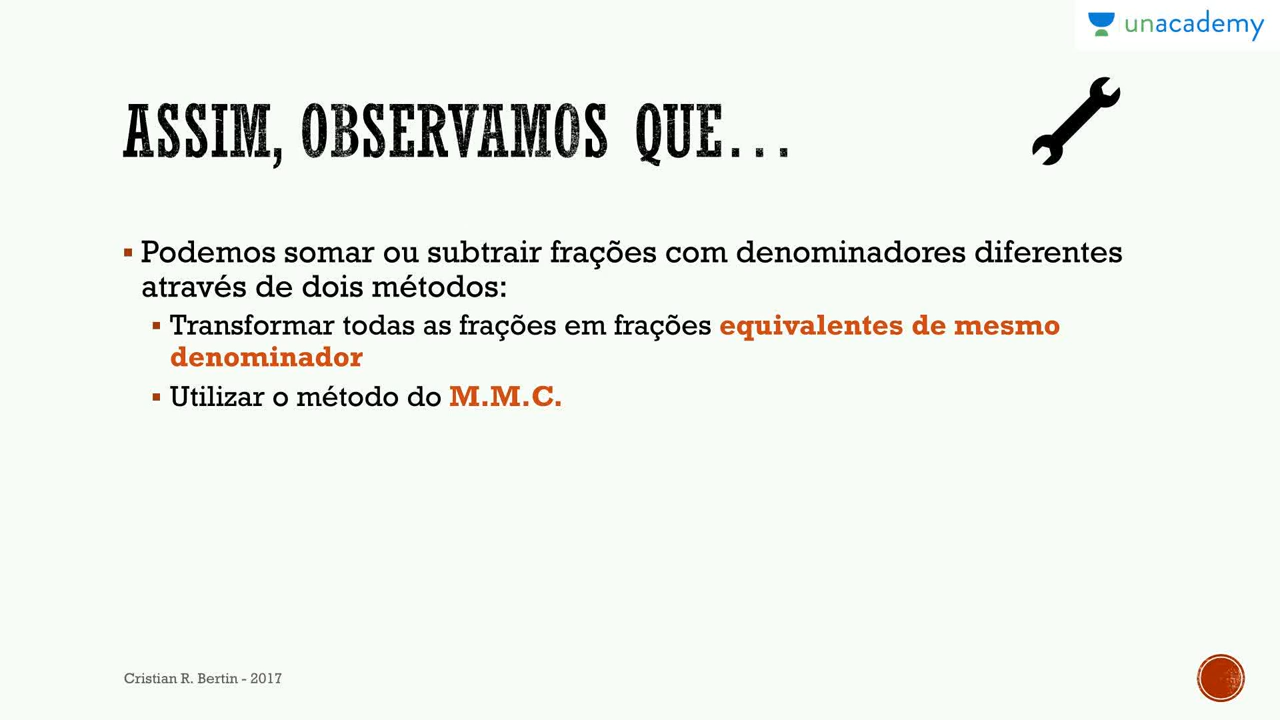 unacademy
ASSIM, OBSERVAMOS QUE...
Podemos somar ou subtrair frações com denominadores diferentes
através de dois métodos:
Transformar todas as frações em frações equivalentes de mesmo
denominador
Utilizar o método do M.M.C.
Cristian R. Bertin - 2017